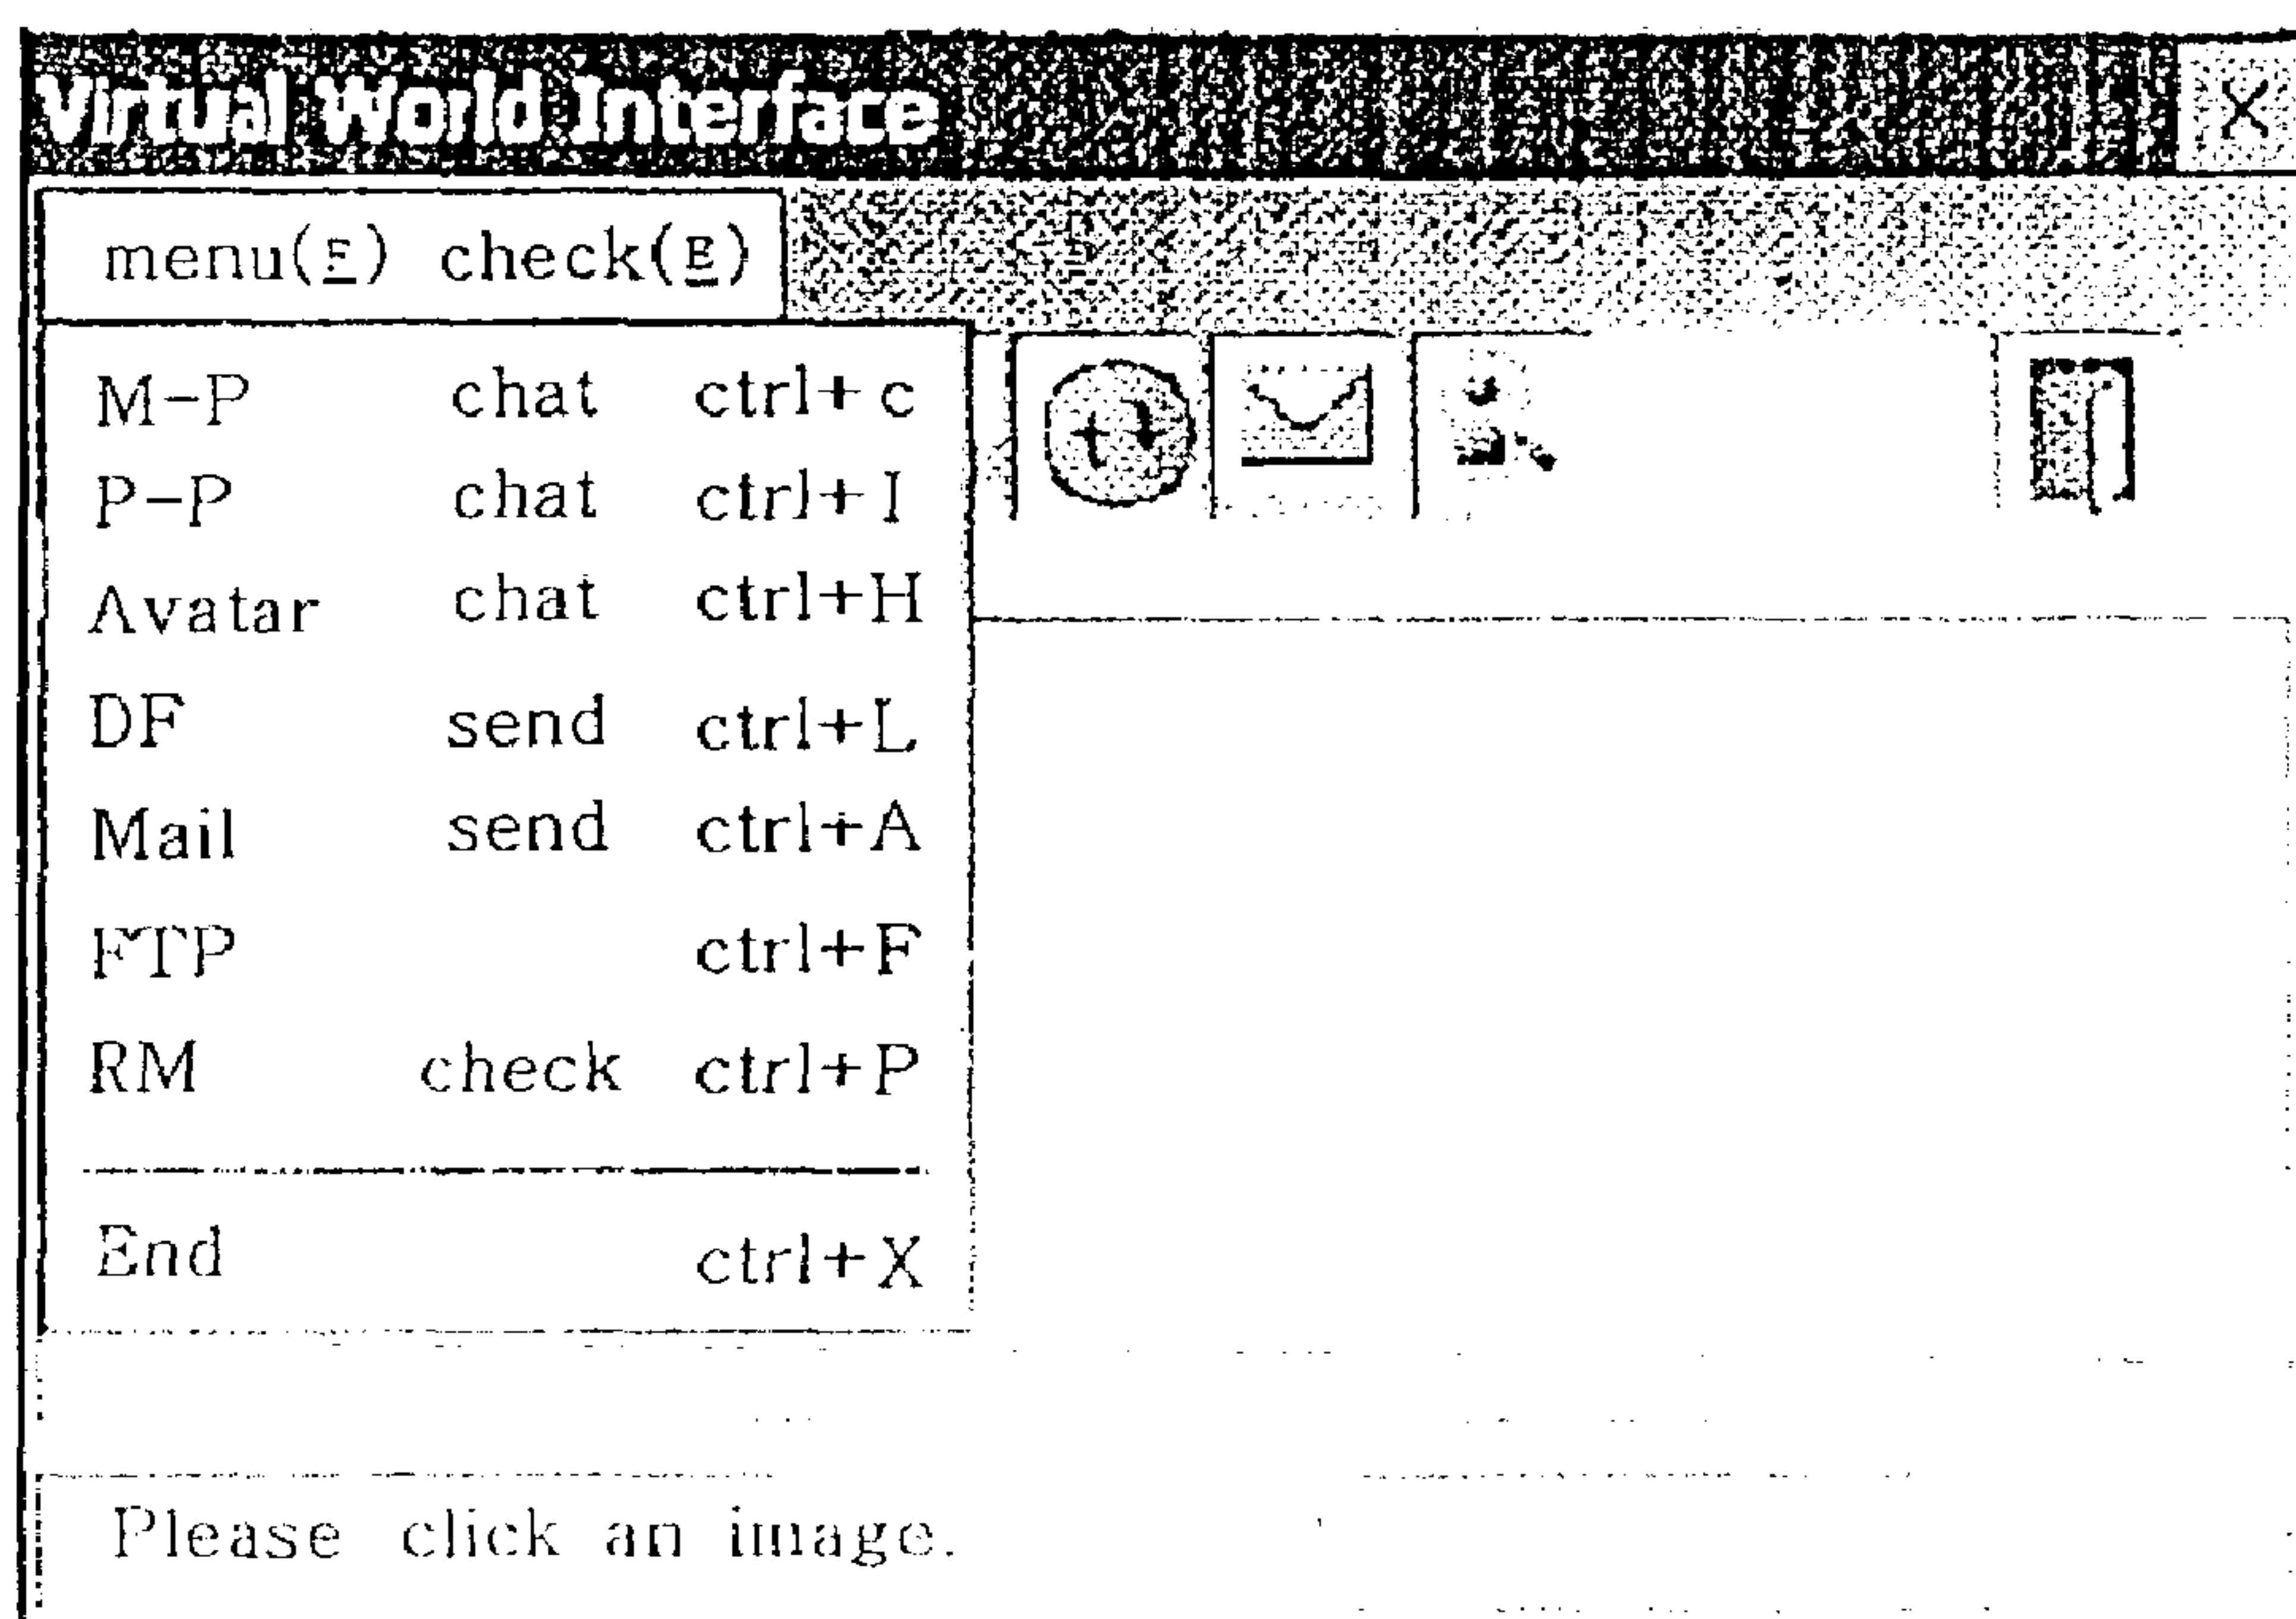 Virtual World Interface X
menu(F) check(E)
M-P chat ctrl+c
P-P chat ctrl+I
Avatar chat ctrl+H
DF send ctrl+L
Mail send ctrl+A
FTP ctrl+F
RM check ctrl+P
End ctrl+X
Please click an image.